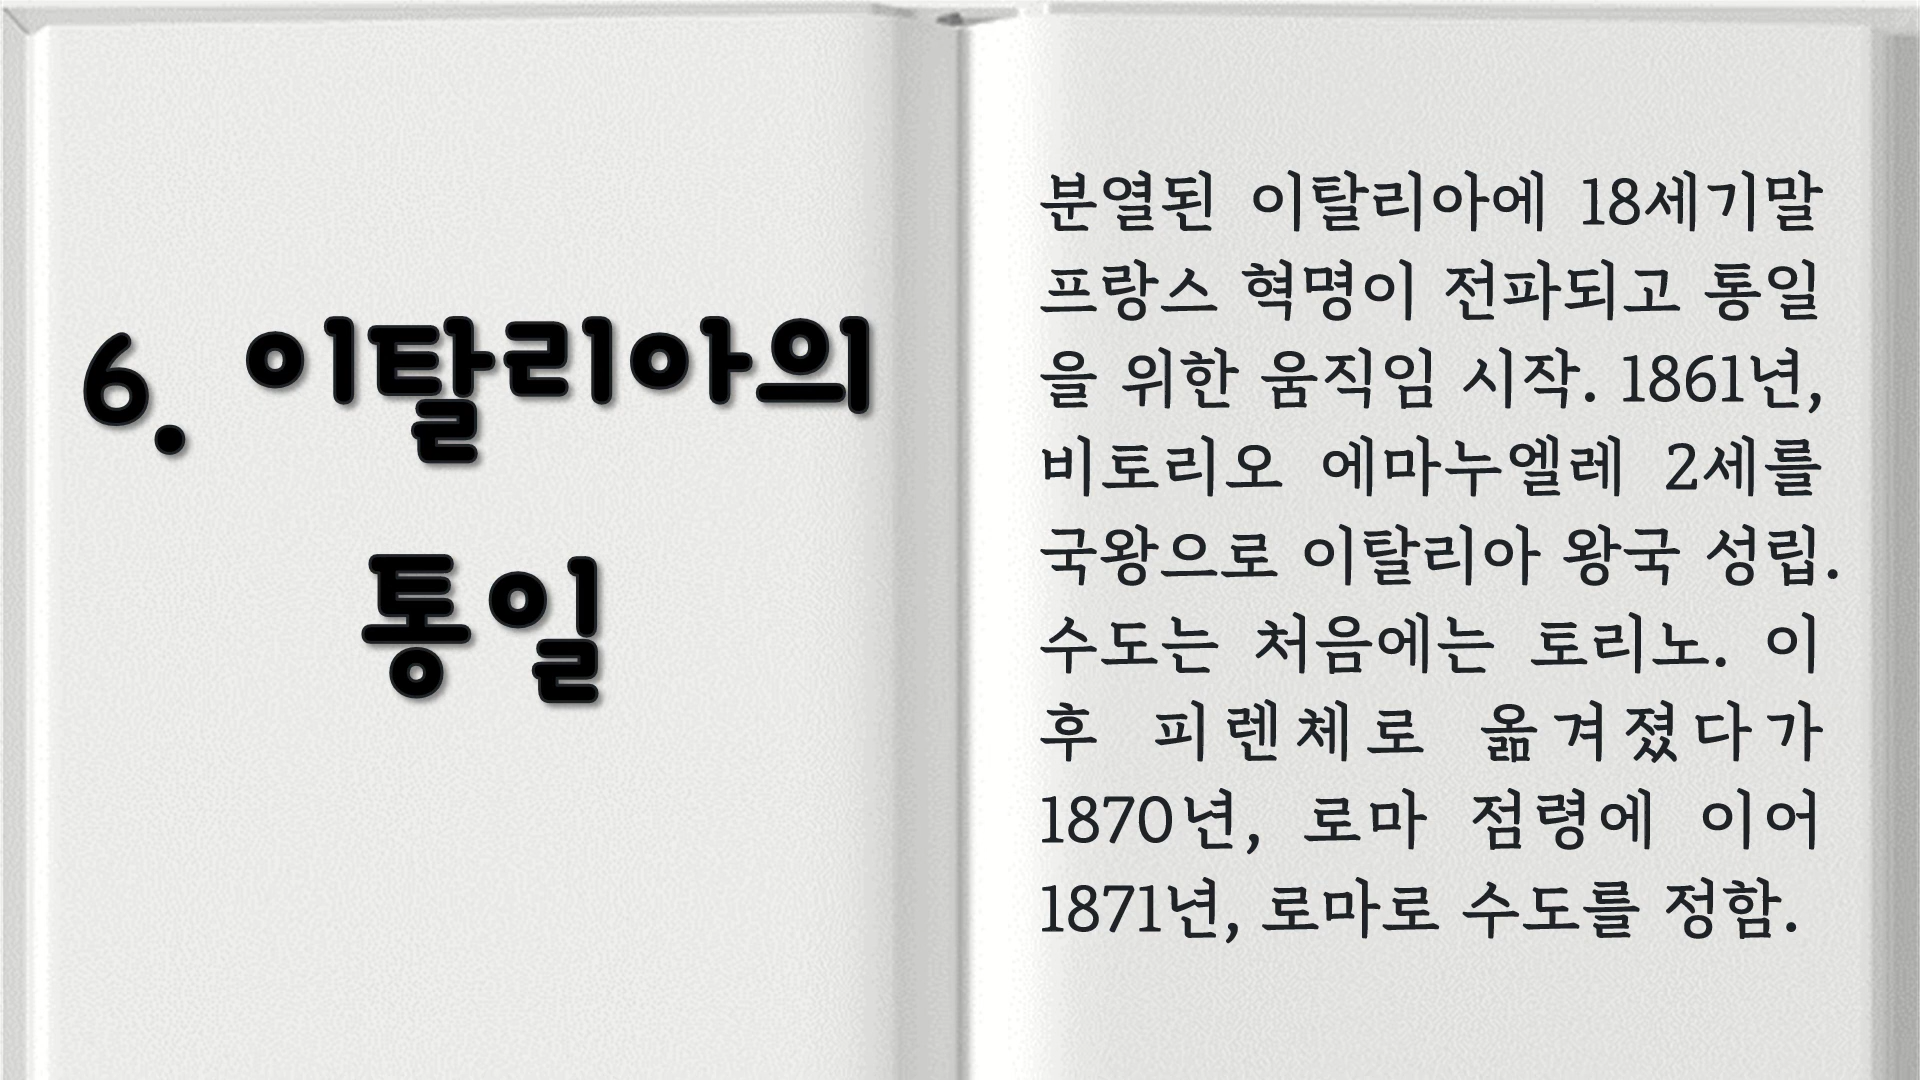 6. 이탈리아의
통일
분열된 이탈리아에 18세기말
프랑스 혁명이 전파되고 통일
을 위한 움직임 시작. 1861년,
비토리오 에마누엘레 2세를
국왕으로 이탈리아 왕국 성립.
수도는 처음에는 토리노. 이
후 피렌체로 옮겨졌다가
1870년, 로마 점령에 이어
1871년, 로마로 수도를 정함.